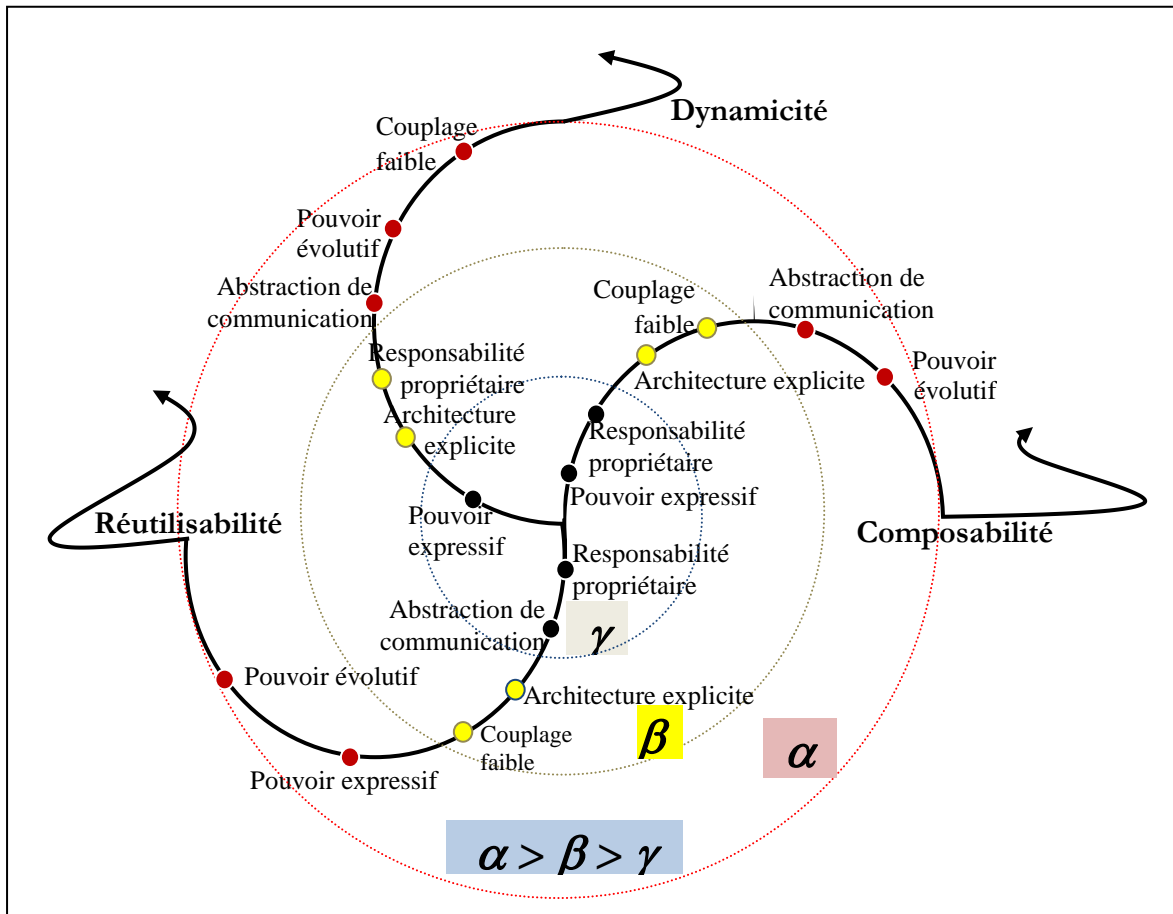 Dynamicité
Couplage
faible
Pouvoir
évolutif
Abstraction de
communication
Responsabilité
propriétaire
Architecture
explicite
Pouvoir
expressif
Couplage
faible
Abstraction de
communication
Architecture explicite
Pouvoir
évolutif
Responsabilité
propriétaire
Pouvoir expressif
Composabilité
Réutilisabilité
Responsabilité
propriétaire
Abstraction de
communication
γ
Architecture explicite
Couplage
faible
Pouvoir évolutif
Pouvoir expressif
β
α
α > β > γ